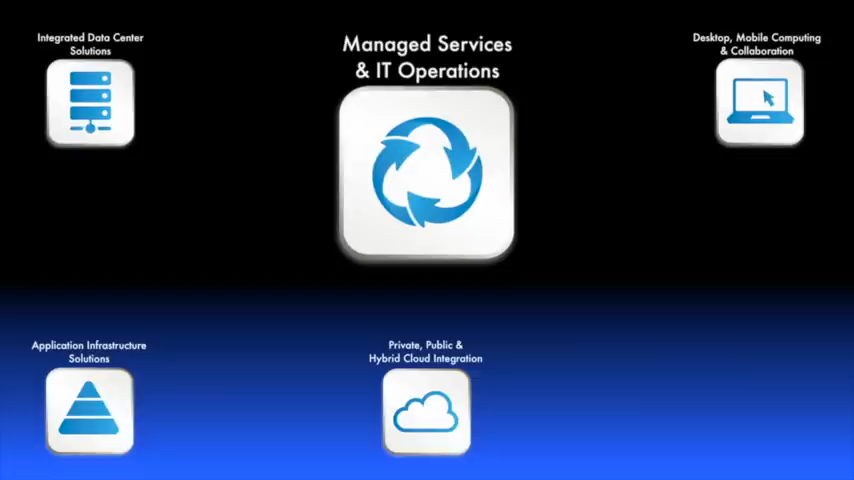 Integrated Data Center
Solutions
Managed Services
& IT Operations
Desktop, Mobile Computing
& Collaboration
Application Infrastructure
Solutions
Private, Public &
Hybrid Cloud Integration